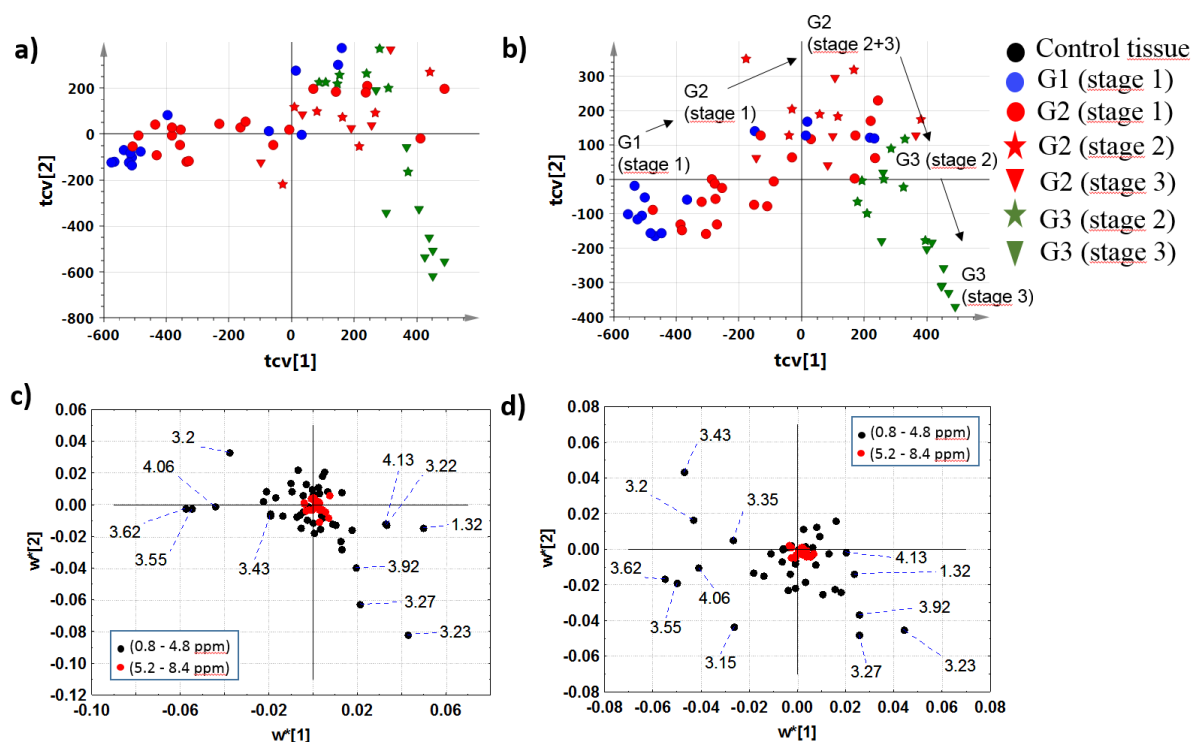 a)
400
200
0
-200
-400
-600
-800
-600
-400
-200
0
200
400
tcv[1]
tcv[2]
b)
G2
(stage 2+3)
G2
(stage 1)
G1
(stage 1)
G3 (stage 2)
G3
(stage 3)
300
200
100
0
-100
-200
-300
-400
-600
-400
-200
0
200
400
tcv[1]
tcv[2]
Control tissue
G1 (stage 1)
G2 (stage 1)
G2 (stage 2)
G2 (stage 3)
G3 (stage 2)
G3 (stage 3)
c)
0.06
0.04
0.02
0.00
-0.02
-0.04
-0.06
-0.08
-0.10
-0.12
-0.10
-0.06
-0.02
0.02
0.06
w*[1]
w*[2]
3.2
4.06
3.62
3.55
3.43
4.13
3.22
1.32
3.92
3.27
3.23
(0.8 - 4.8 ppm)
(5.2 - 8.4 ppm)
d)
0.08
0.06
0.04
0.02
0.00
-0.02
-0.04
-0.06
-0.08
-0.08
-0.06
-0.04
-0.02
0.00
0.02
0.04
0.06
0.08
w*[1]
w*[2]
(0.8 - 4.8 ppm)
(5.2 - 8.4 ppm)
3.43
3.2
3.35
3.62
4.06
3.55
3.15
4.13
1.32
3.92
3.27
3.23